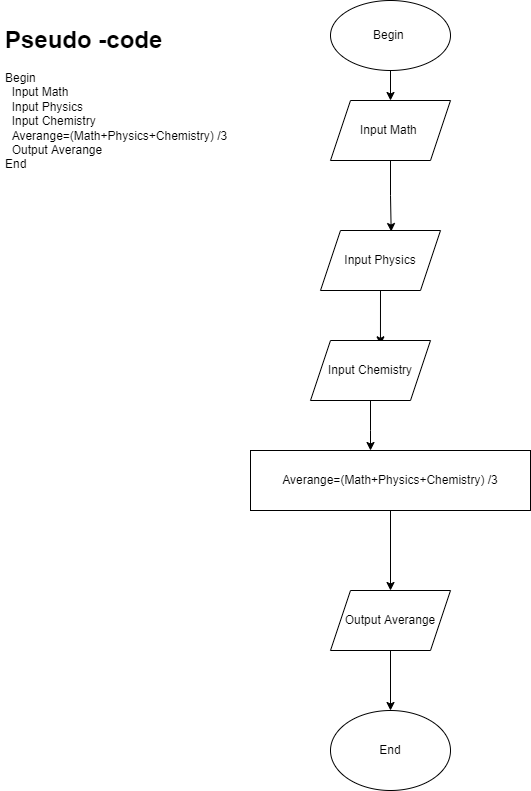 Pseudo -code
Begin
Input Math
Input Physics
Input Chemistry
Averange=(Math+Physics+Chemistry) /3
Output Averange
End
Begin
Input Math
Input Physics
Input Chemistry
Averange=(Math+Physics+Chemistry) /3
Output Averange
End